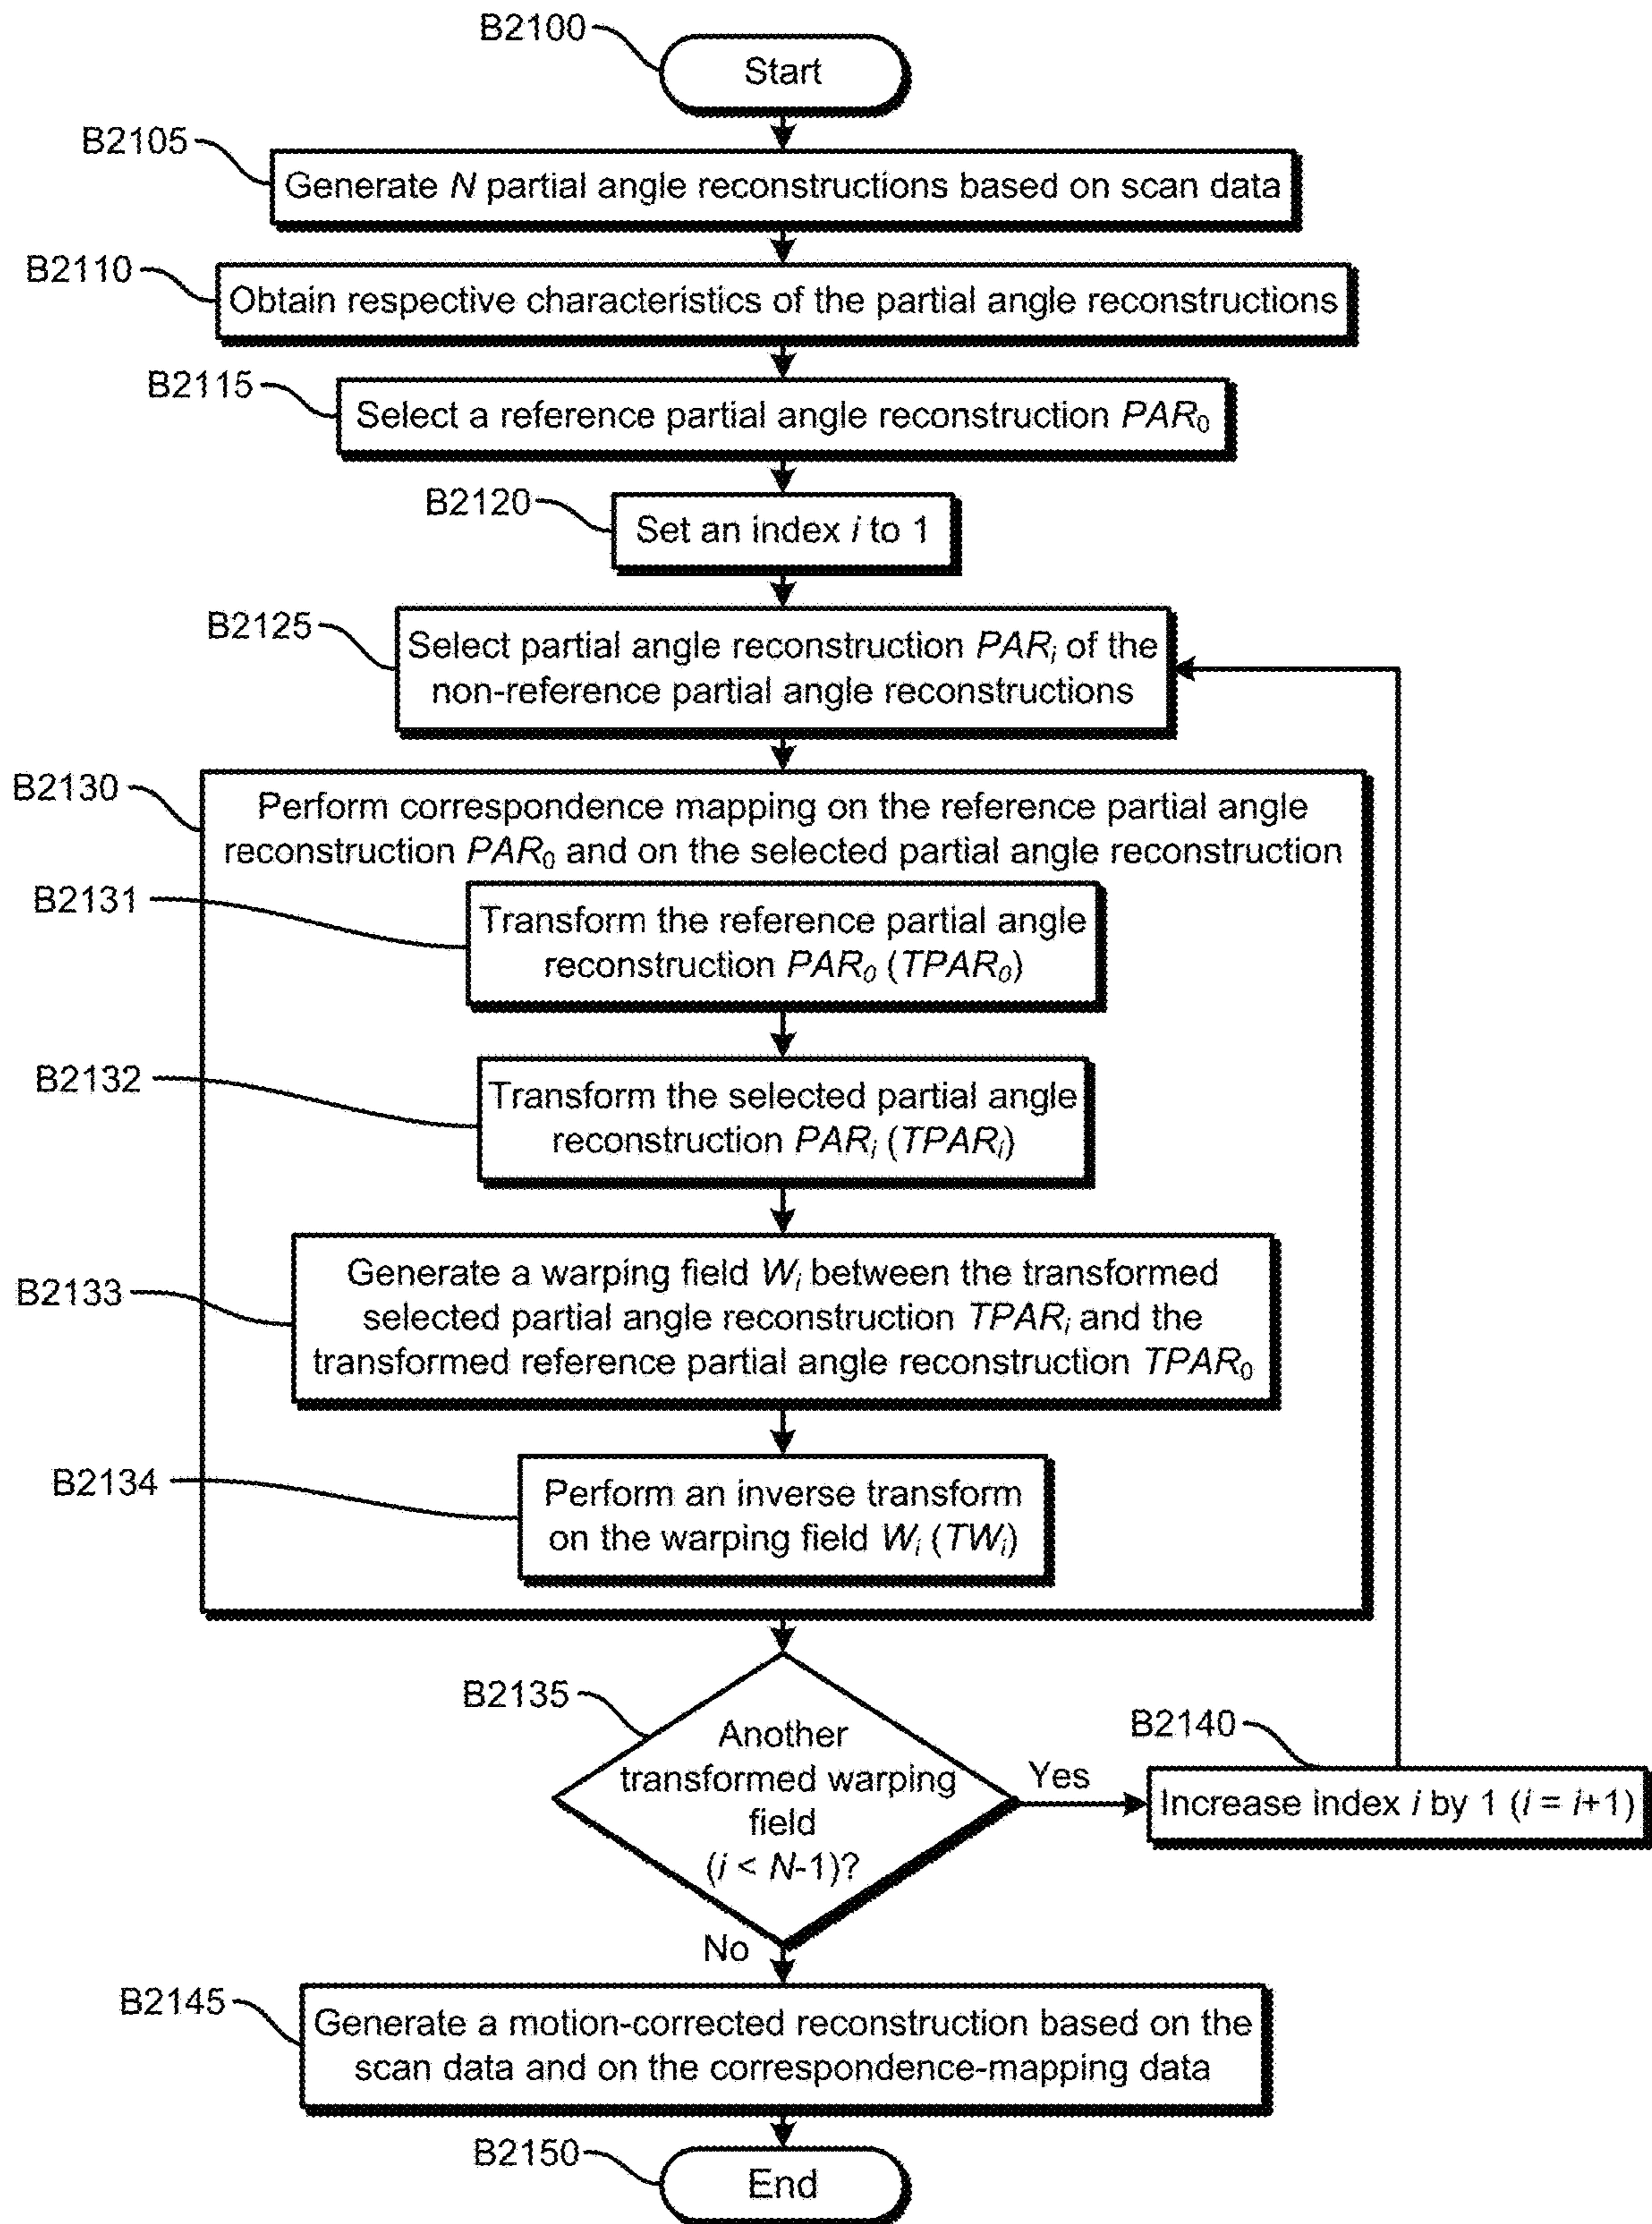 B2100
Start
B2105
Generate N partial angle reconstructions based on scan data
B2110
Obtain respective characteristics of the partial angle reconstructions
B2115
Select a reference partial angle reconstruction PAR₀
B2120
Set an index i to 1
B2125
Select partial angle reconstruction PARᵢ of the
non-reference partial angle reconstructions
B2130
Perform correspondence mapping on the reference partial angle
reconstruction PAR₀ and on the selected partial angle reconstruction
B2131
Transform the reference partial angle
reconstruction PAR₀ (TPAR₀)
B2132
Transform the selected partial angle
reconstruction PARᵢ (TPARᵢ)
B2133
Generate a warping field Wᵢ between the transformed
selected partial angle reconstruction TPARᵢ and the
transformed reference partial angle reconstruction TPAR₀
B2134
Perform an inverse transform
on the warping field Wᵢ (TWᵢ)
B2135
Another
transformed warping
field
(i < N-1)?
Yes
B2140
Increase index i by 1 (i = i+1)
No
B2145
Generate a motion-corrected reconstruction based on the
scan data and on the correspondence-mapping data
B2150
End